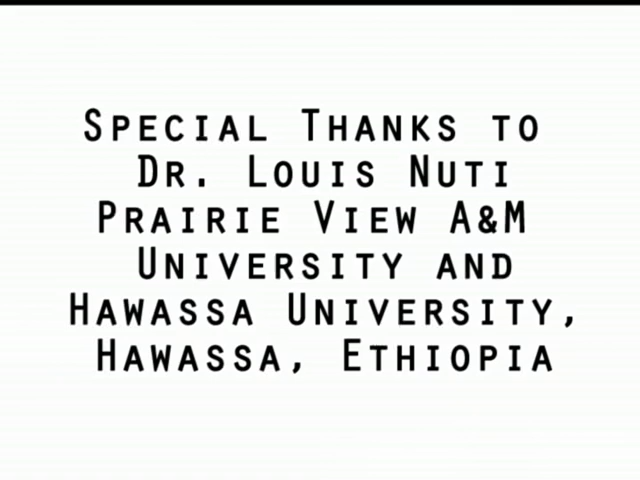 Special Thanks to
Dr. Louis Nuti
Prairie View A&M
University and
Hawassa University,
Hawassa, Ethiopia